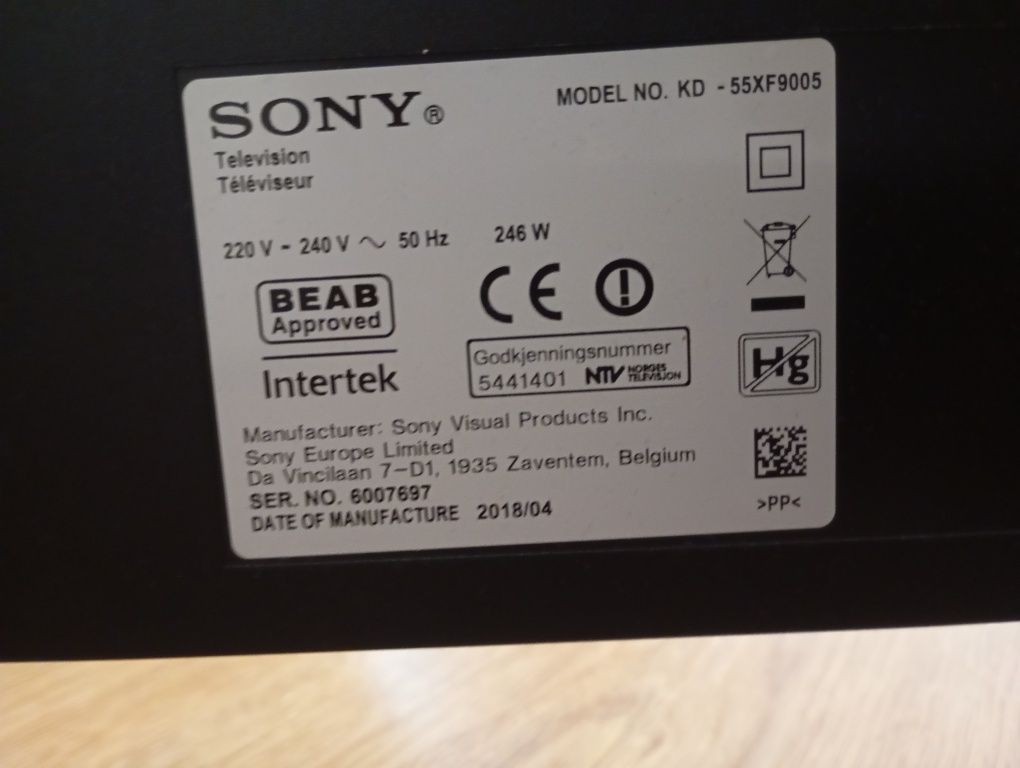 SONY®
MODEL NO. KD - 55XF9005
Television
Téléviseur
220 V - 240 V ~ 50 Hz 246 W
BEAB
Approved
Intertek
CE
Godkjenningsnummer
5441401 NTV NORGES
TELEVISJON
Hg
Manufacturer: Sony Visual Products Inc.
Sony Europe Limited
Da Vincilaan 7-D1, 1935 Zaventem, Belgium
SER. NO. 6007697
DATE OF MANUFACTURE 2018/04
>PP<